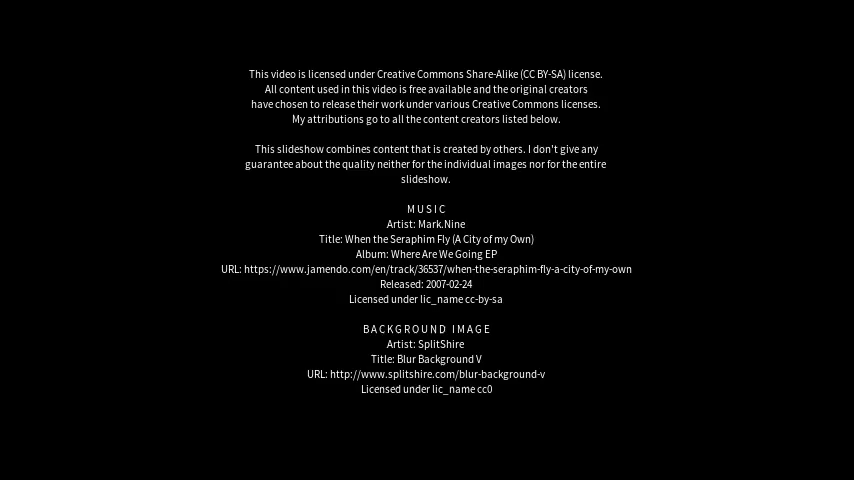 This video is licensed under Creative Commons Share-Alike (CC BY-SA) license.
All content used in this video is free available and the original creators
have chosen to release their work under various Creative Commons licenses.
My attributions go to all the content creators listed below.
This slideshow combines content that is created by others. I don't give any
guarantee about the quality neither for the individual images nor for the entire
slideshow.
MUSIC
Artist: Mark.Nine
Title: When the Seraphim Fly (A City of my Own)
Album: Where Are We Going EP
URL: https://www.jamendo.com/en/track/36537/when-the-seraphim-fly-a-city-of-my-own
Released: 2007-02-24
Licensed under lic_name cc-by-sa
BACKGROUND IMAGE
Artist: SplitShire
Title: Blur Background V
URL: http://www.splitshire.com/blur-background-v
Licensed under lic_name cc0